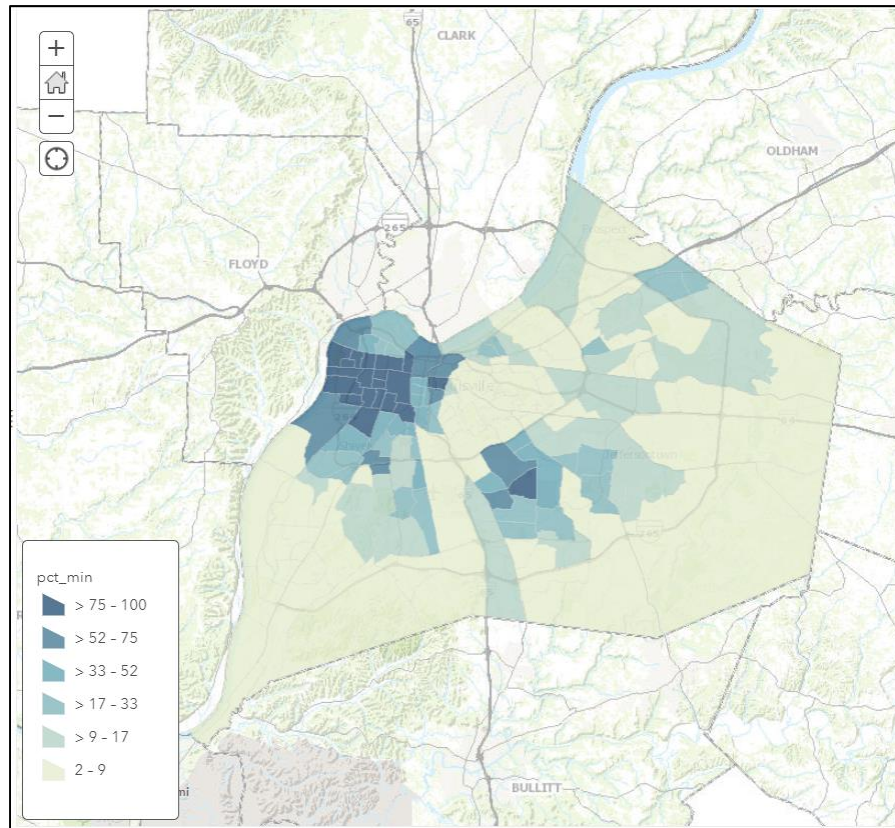 65
CLARK
+
−
OLDHAM
265
FLOYD
pct_min
> 75 - 100
> 52 - 75
> 33 - 52
> 17 - 33
> 9 - 17
2 - 9
mi
BULLITT